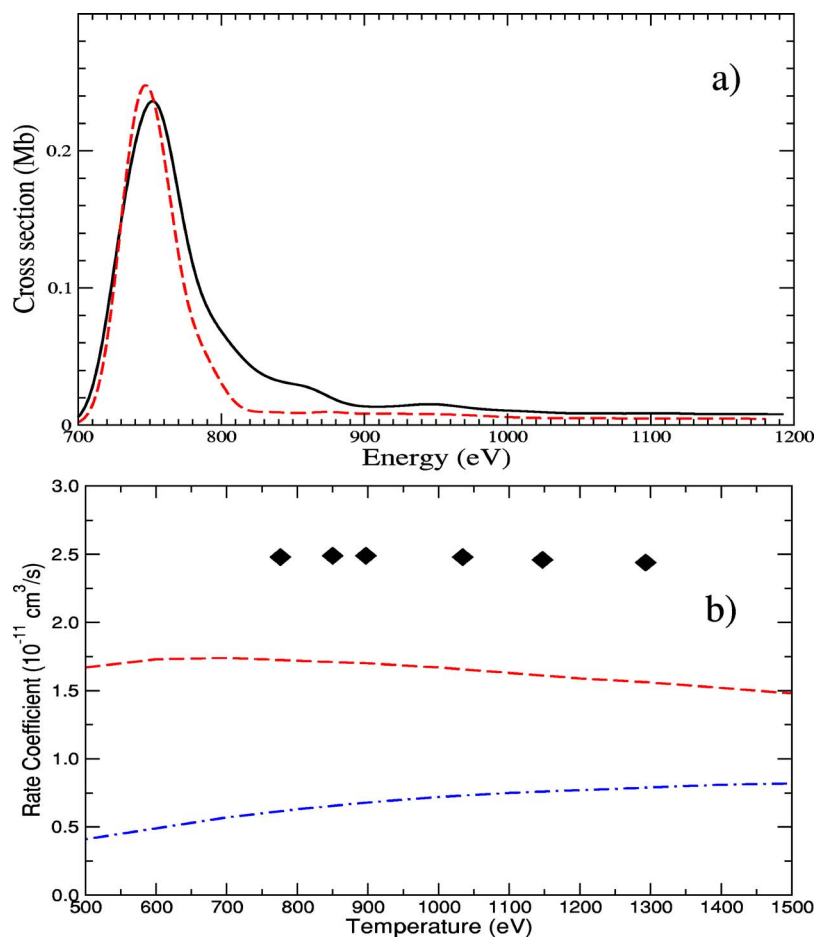 a)
Cross section (Mb)
0.2
0.1
0
700 800 900 1000 1100 1200
Energy (eV)
b)
Rate Coefficient (10⁻¹¹ cm³/s)
3.0
2.5
2.0
1.5
1.0
0.5
0.0
500 600 700 800 900 1000 1100 1200 1300 1400 1500
Temperature (eV)